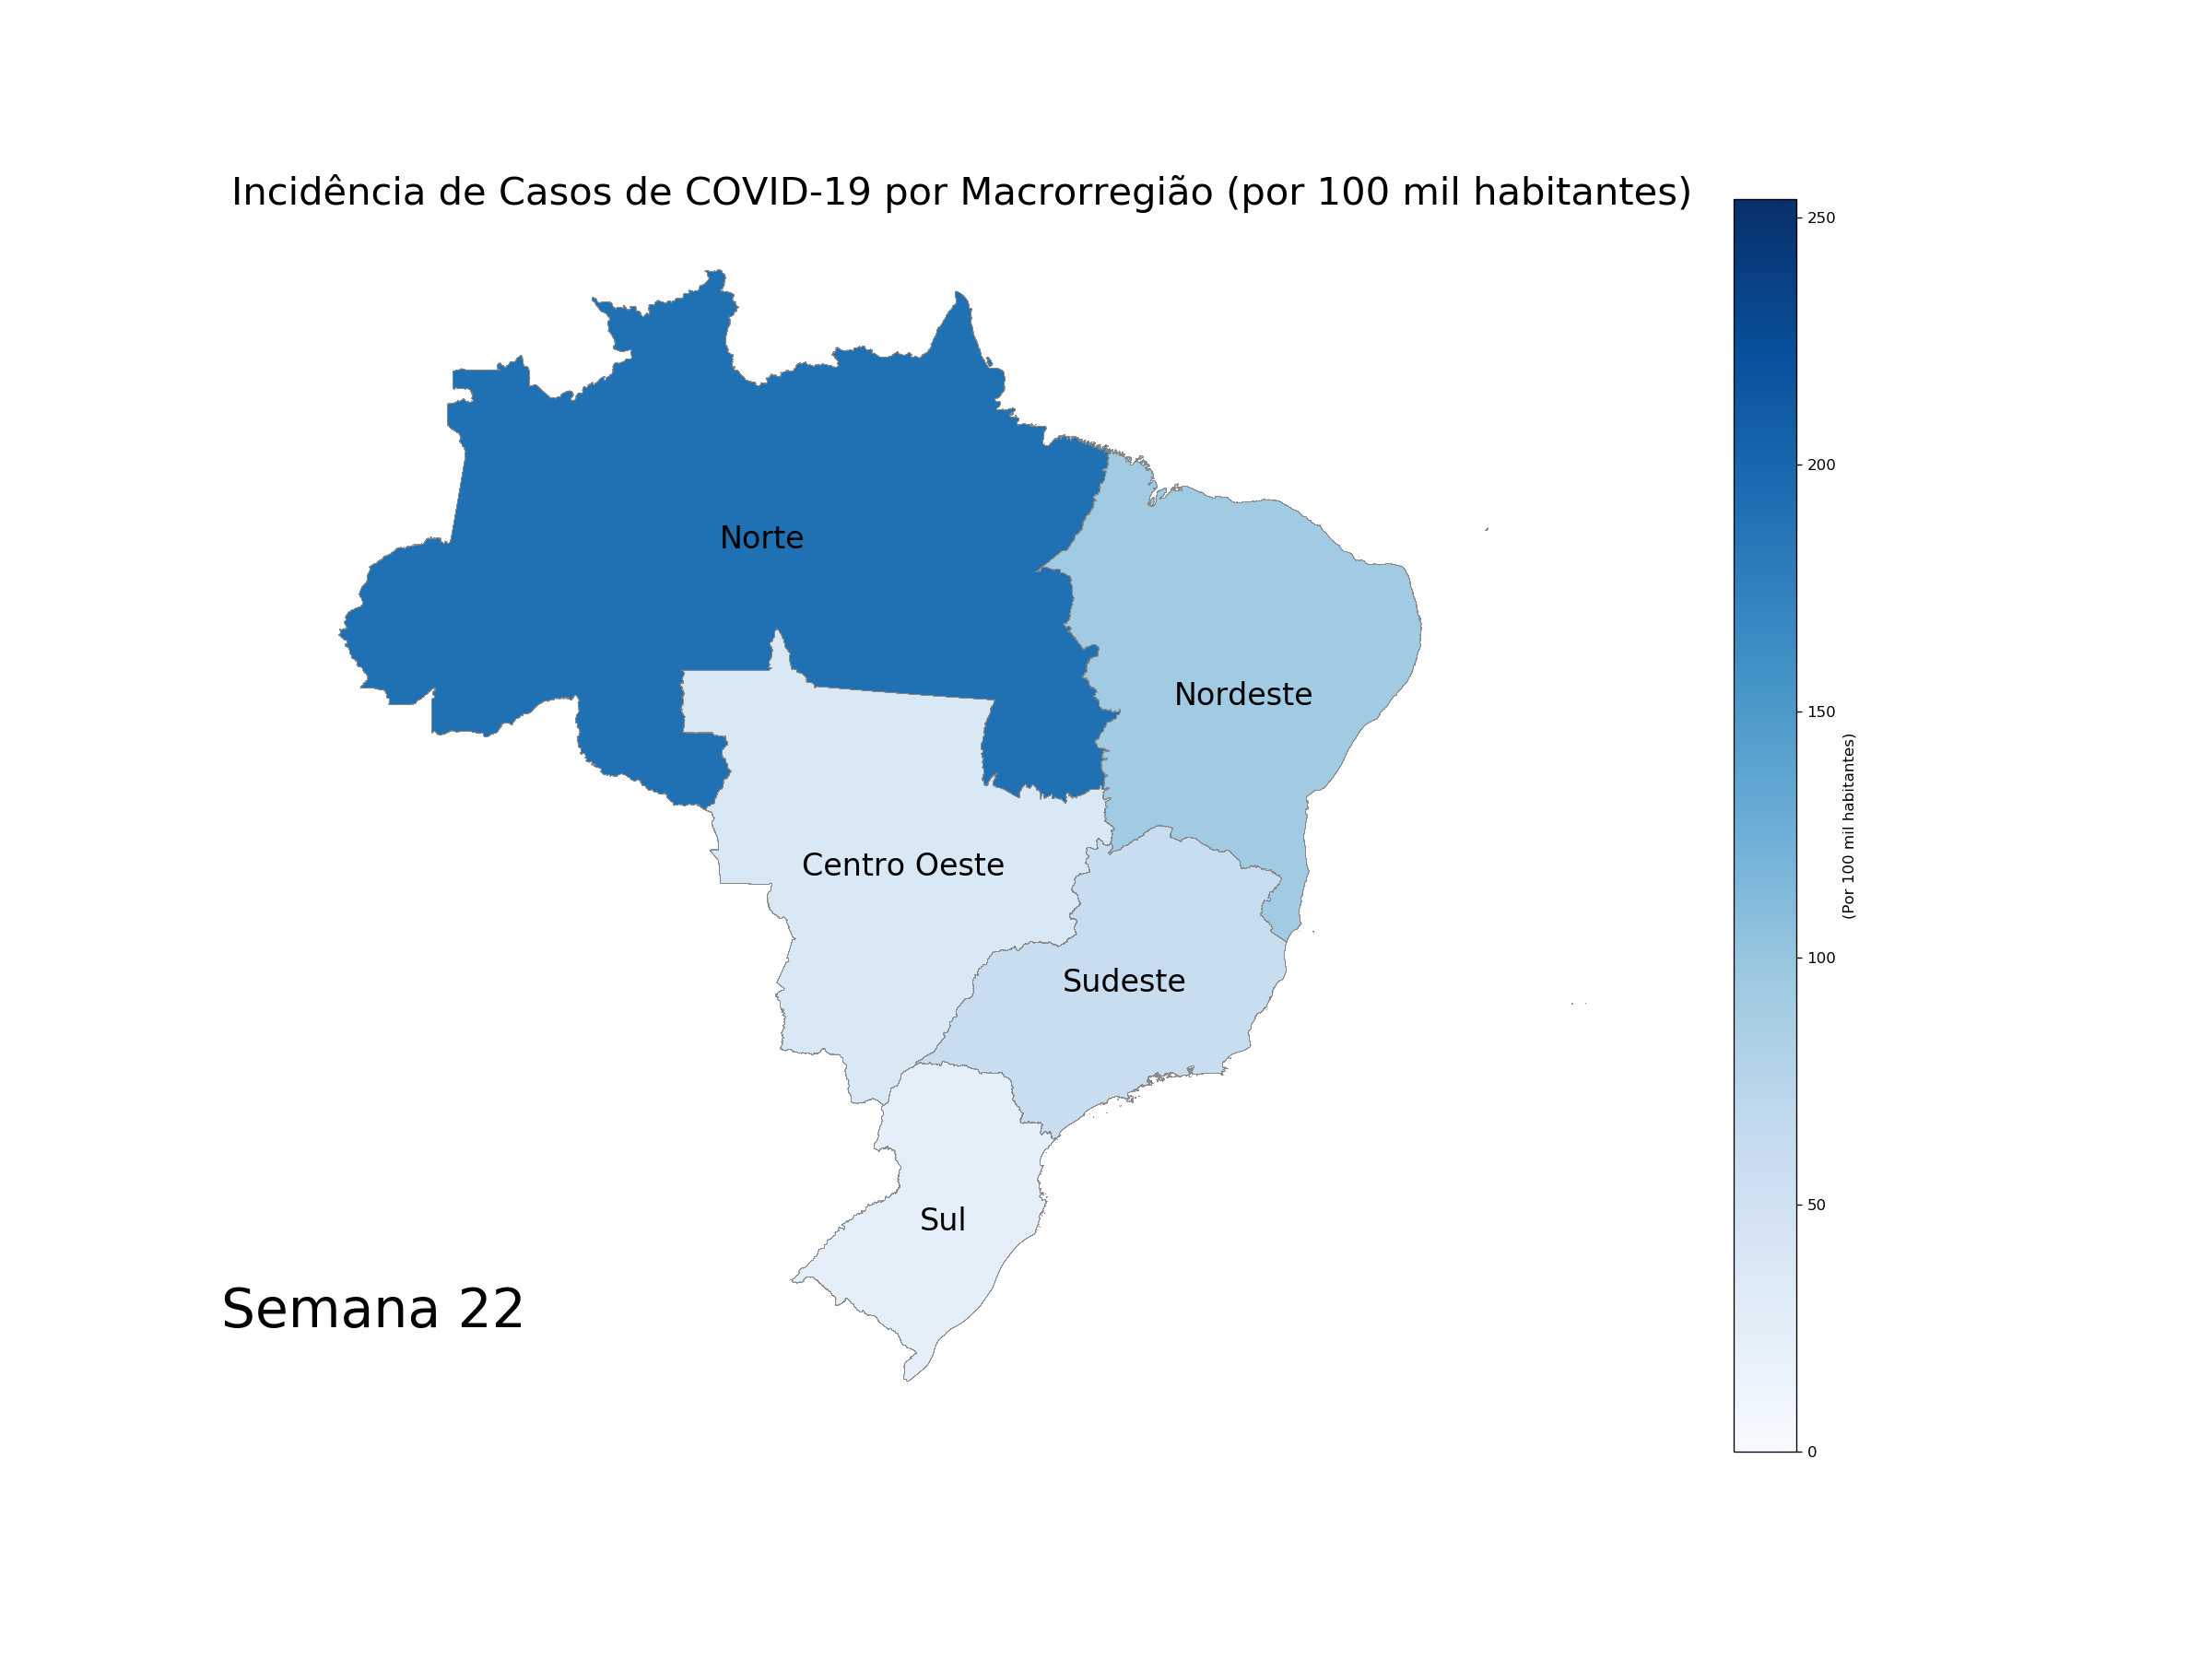 Incidência de Casos de COVID-19 por Macrorregião (por 100 mil habitantes)
Norte
Nordeste
Centro Oeste
Sudeste
Sul
Semana 22
250
200
150
100
50
0
(Por 100 mil habitantes)